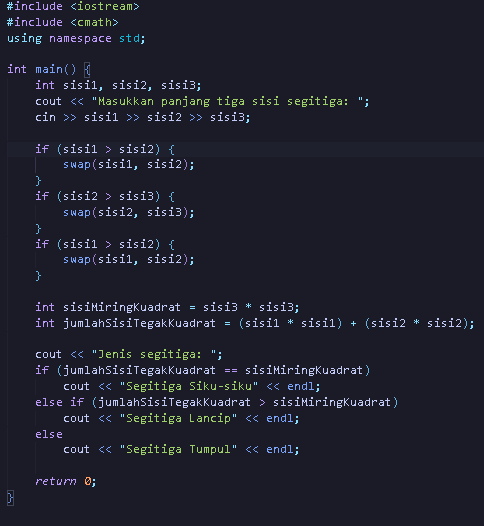 #include <iostream>
#include <cmath>
using namespace std;

int main() {
    int sisi1, sisi2, sisi3;
    cout << "Masukkan panjang tiga sisi segitiga: ";
    cin >> sisi1 >> sisi2 >> sisi3;

    if (sisi1 > sisi2) {
        swap(sisi1, sisi2);
    }
    if (sisi2 > sisi3) {
        swap(sisi2, sisi3);
    }
    if (sisi1 > sisi2) {
        swap(sisi1, sisi2);
    }

    int sisiMiringKuadrat = sisi3 * sisi3;
    int jumlahSisiTegakKuadrat = (sisi1 * sisi1) + (sisi2 * sisi2);

    cout << "Jenis segitiga: ";
    if (jumlahSisiTegakKuadrat == sisiMiringKuadrat)
        cout << "Segitiga Siku-siku" << endl;
    else if (jumlahSisiTegakKuadrat > sisiMiringKuadrat)
        cout << "Segitiga Lancip" << endl;
    else
        cout << "Segitiga Tumpul" << endl;

    return 0;
}